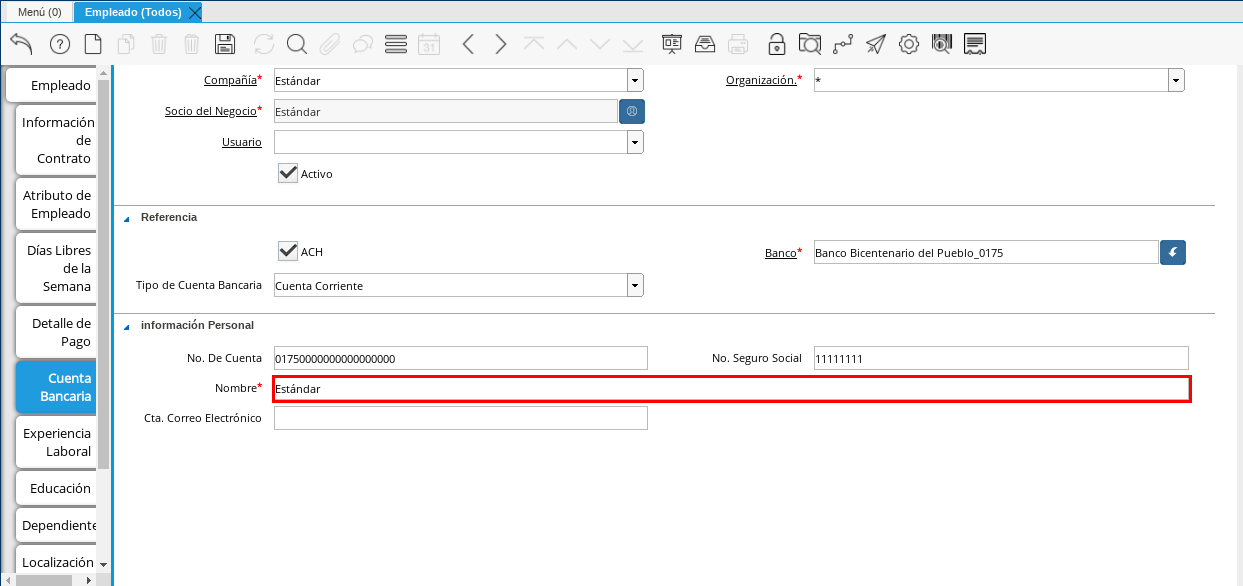 Menú (0)
Empleado (Todos)
31
Empleado
Información
de
Contrato
Atributo de
Empleado
Días Libres
de la
Semana
Detalle de
Pago
Cuenta
Bancaria
Experiencia
Laboral
Educación
Dependiente
Localización
Compañía* Estándar
Organización.* *
Socio del Negocio* Estándar
Usuario
Activo
Referencia
ACH
Banco* Banco Bicentenario del Pueblo_0175
Tipo de Cuenta Bancaria Cuenta Corriente
información Personal
No. De Cuenta 01750000000000000000
No. Seguro Social 11111111
Nombre* Estándar
Cta. Correo Electrónico